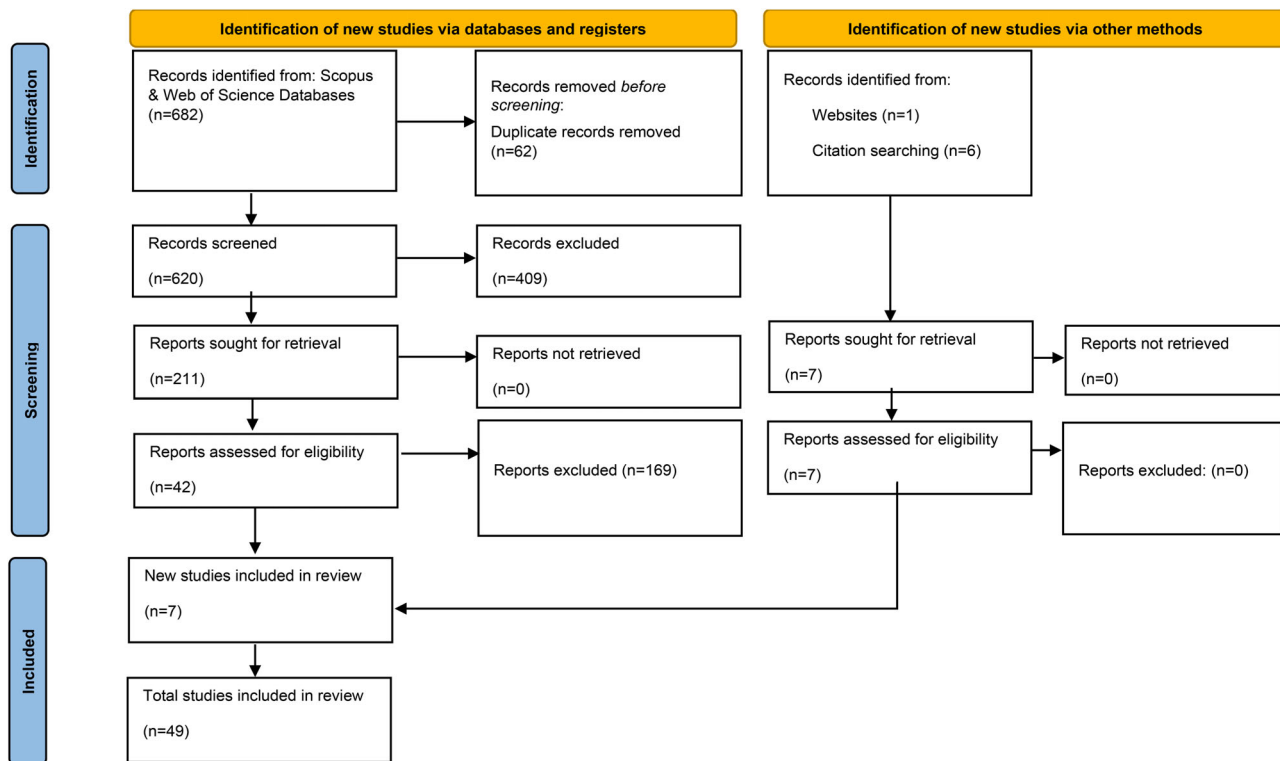 Identification of new studies via databases and registers
Identification of new studies via other methods
Identification
Records identified from: Scopus
& Web of Science Databases
(n=682)
Records removed before
screening:
Duplicate records removed
(n=62)
Records identified from:
Websites (n=1)
Citation searching (n=6)
Screening
Records screened
(n=620)
Records excluded
(n=409)
Reports sought for retrieval
(n=211)
Reports not retrieved
(n=0)
Reports sought for retrieval
(n=7)
Reports not retrieved
(n=0)
Reports assessed for eligibility
(n=42)
Reports excluded (n=169)
Reports assessed for eligibility
(n=7)
Reports excluded: (n=0)
Included
New studies included in review
(n=7)
Total studies included in review
(n=49)